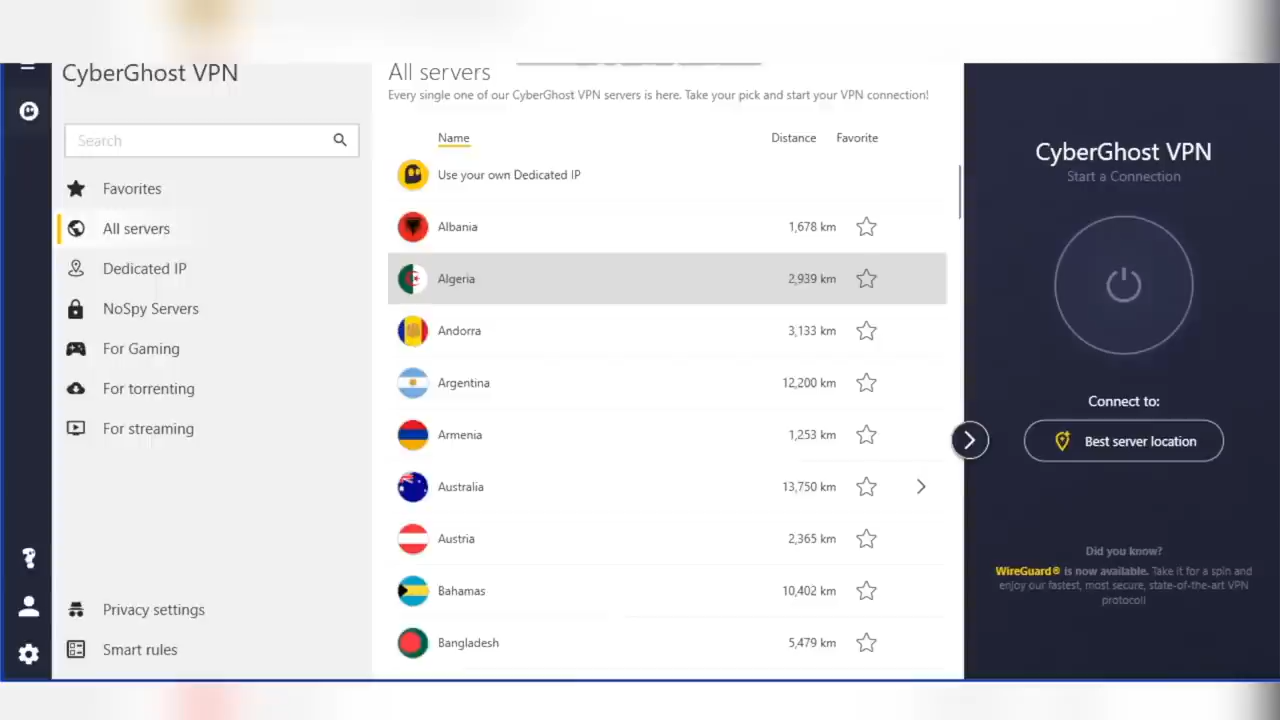 CyberGhost VPN
Search
Favorites
All servers
Dedicated IP
NoSpy Servers
For Gaming
For torrenting
For streaming
Privacy settings
Smart rules
All servers
Every single one of our CyberGhost VPN servers is here. Take your pick and start your VPN connection!
Name Distance Favorite
Use your own Dedicated IP
Albania 1,678 km
Algeria 2,939 km
Andorra 3,133 km
Argentina 12,200 km
Armenia 1,253 km
Australia 13,750 km
Austria 2,365 km
Bahamas 10,402 km
Bangladesh 5,479 km
CyberGhost VPN
Start a Connection
Connect to:
Best server location
Did you know?
WireGuard® is now available. Take it for a spin and
enjoy our fastest, most secure, state-of-the-art VPN
protocol!